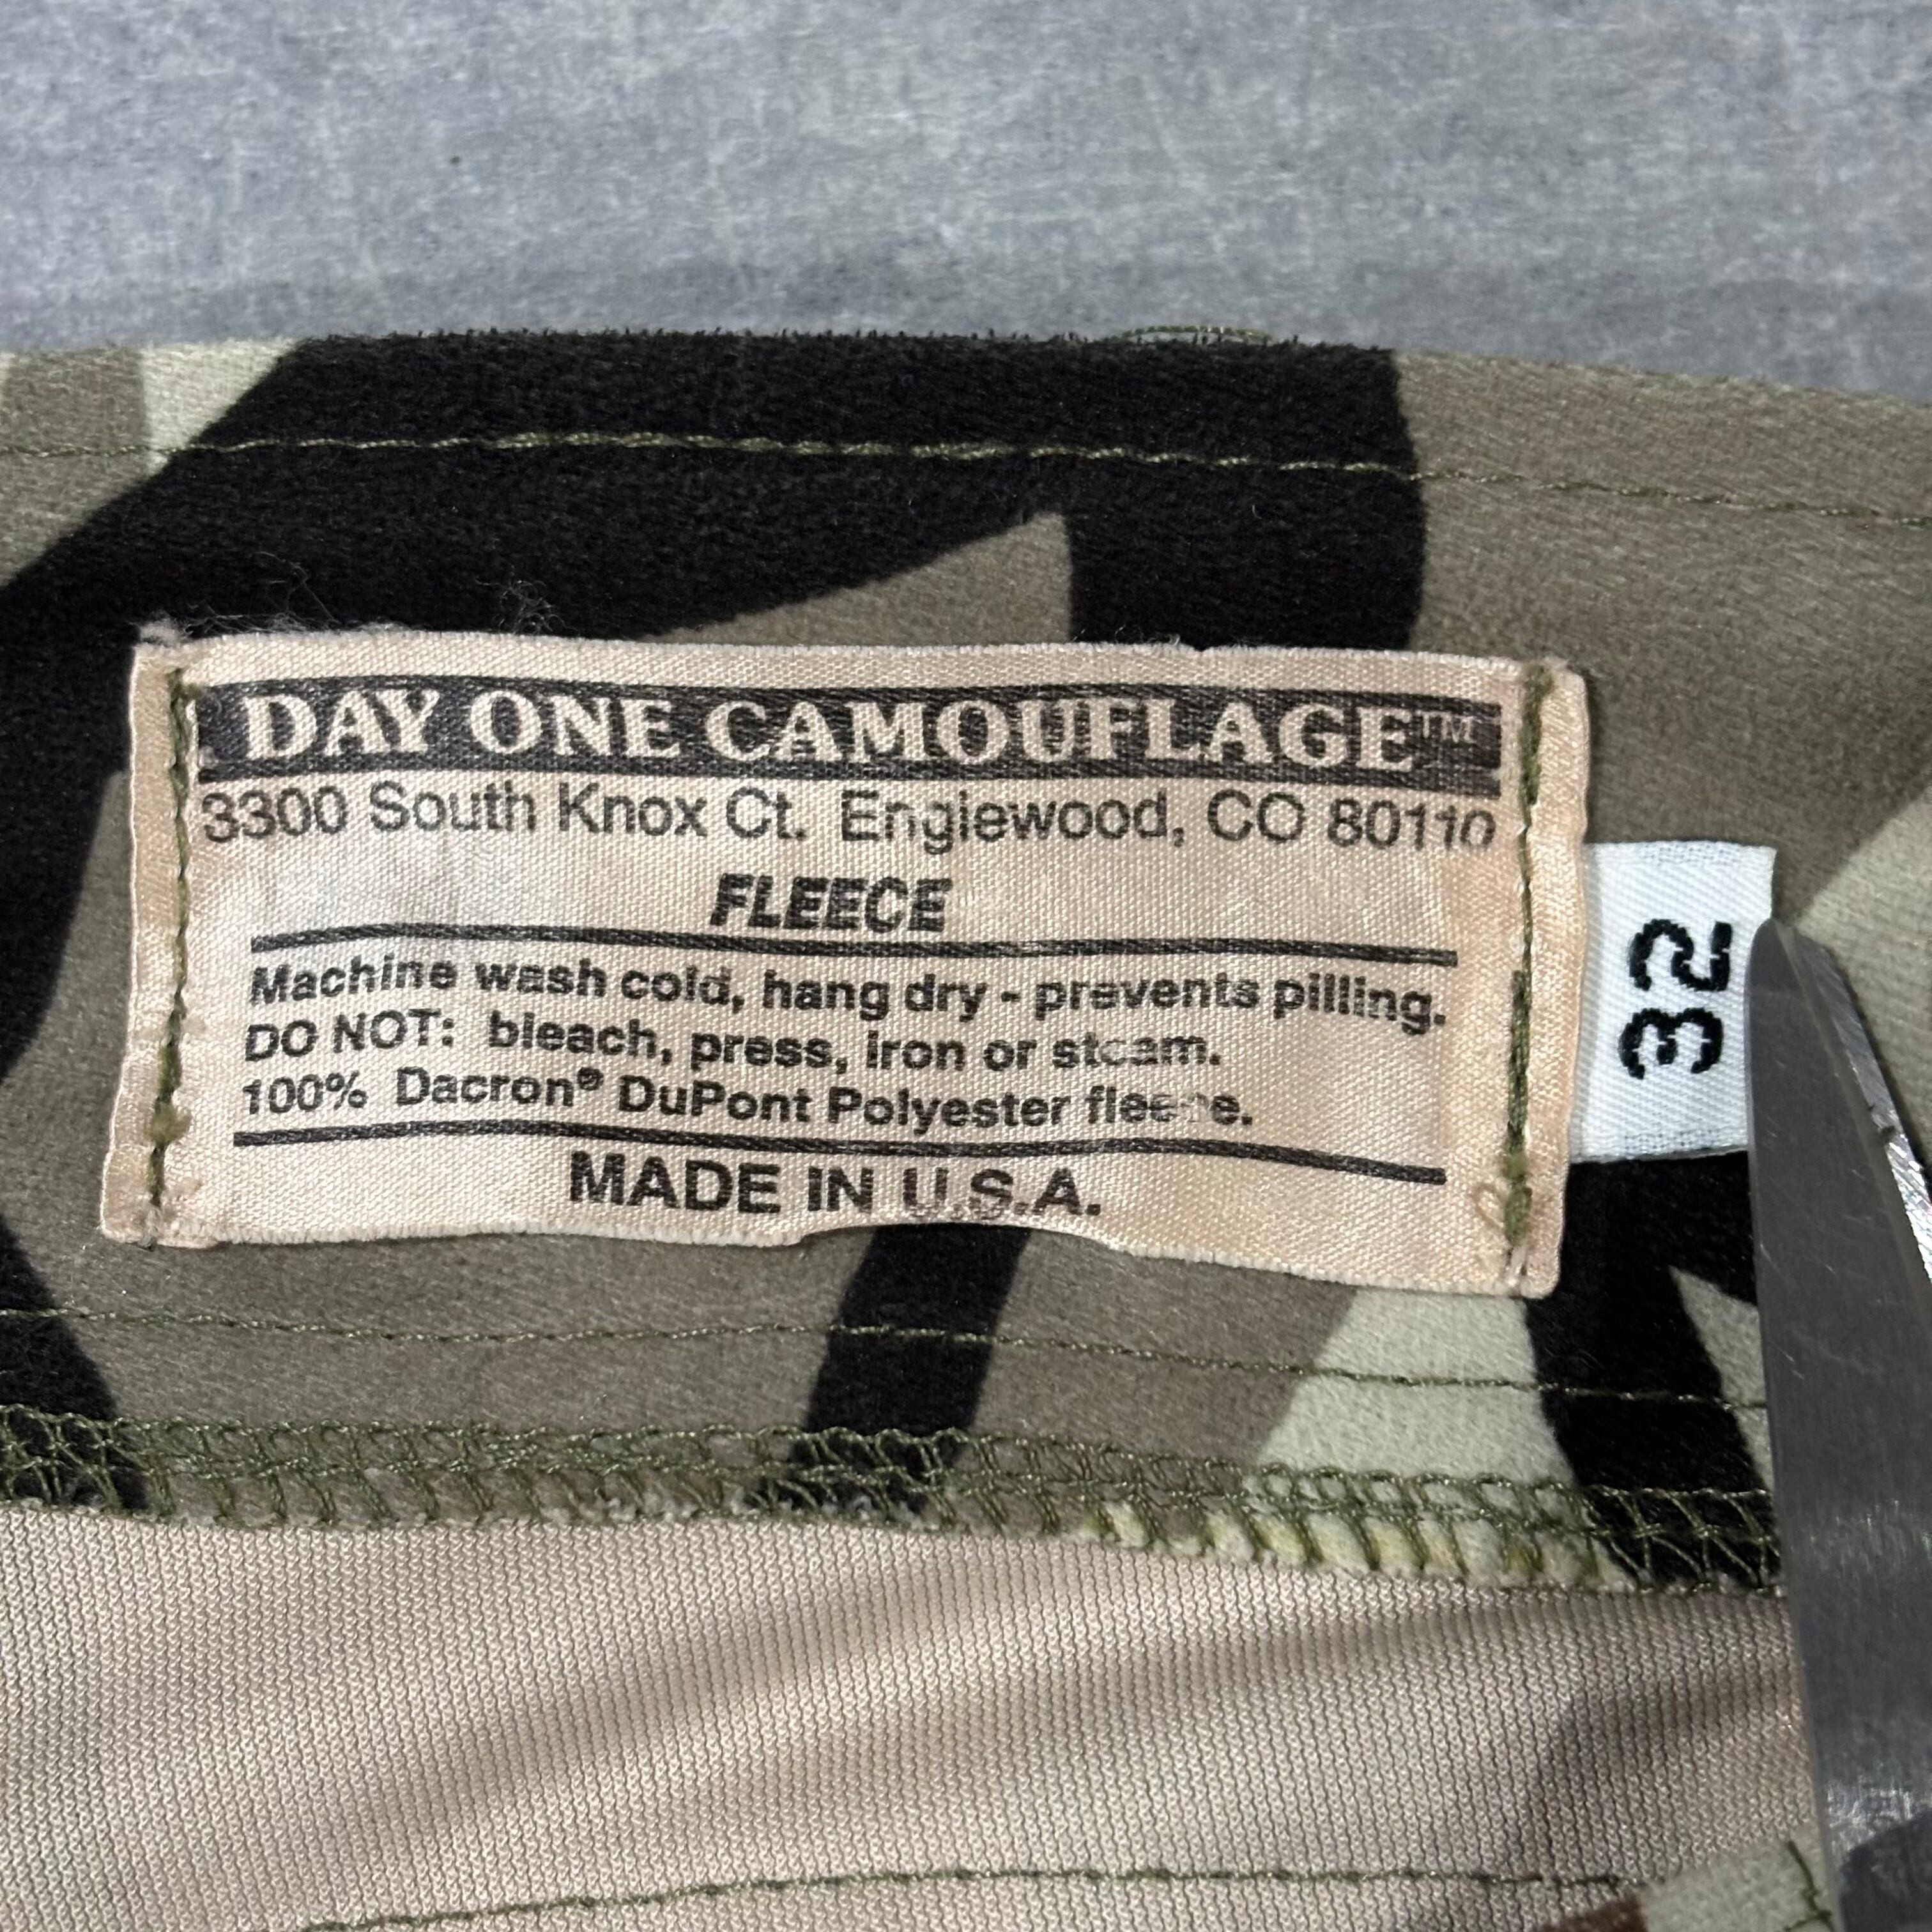 DAY ONE CAMOUFLAGE™
3300 South Knox Ct. Englewood, CO 80110
FLEECE
Machine wash cold, hang dry - prevents pilling.
DO NOT: bleach, press, iron or steam.
100% Dacron® DuPont Polyester fleece.
MADE IN U.S.A.
32